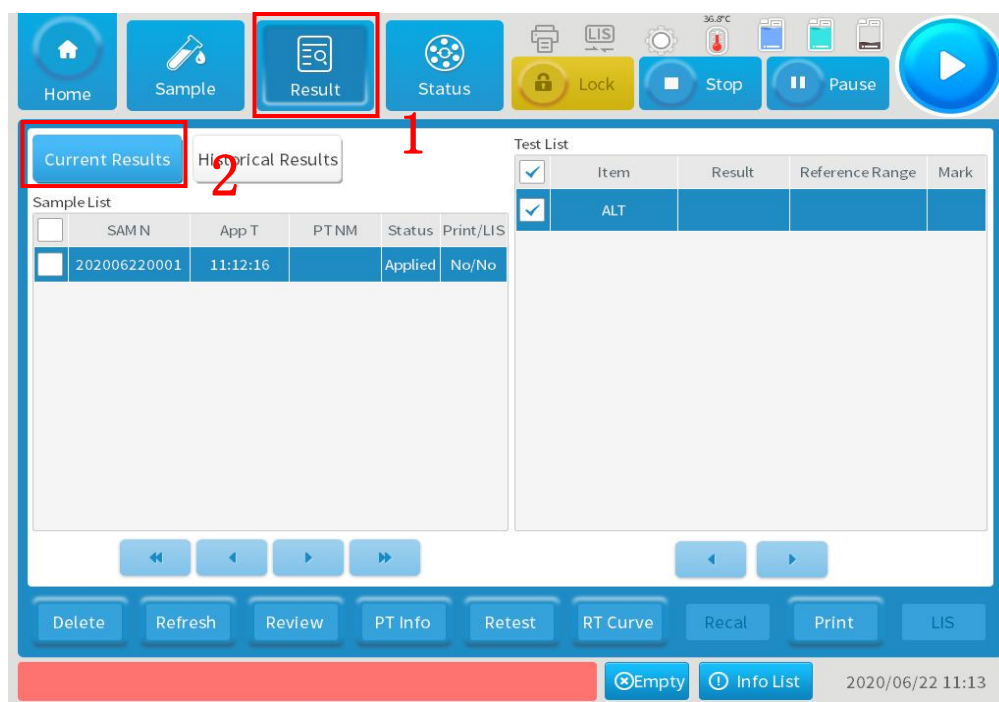 36.8℃
LIS
Home Sample Result Status Lock Stop Pause
1
Current Results Historical Results
2
Test List
Item Result Reference Range Mark
ALT
Sample List
SAM N App T PT NM Status Print/LIS
202006220001 11:12:16 Applied No/No
Delete Refresh Review PT Info Retest RT Curve Recal Print LIS
Empty Info List 2020/06/22 11:13